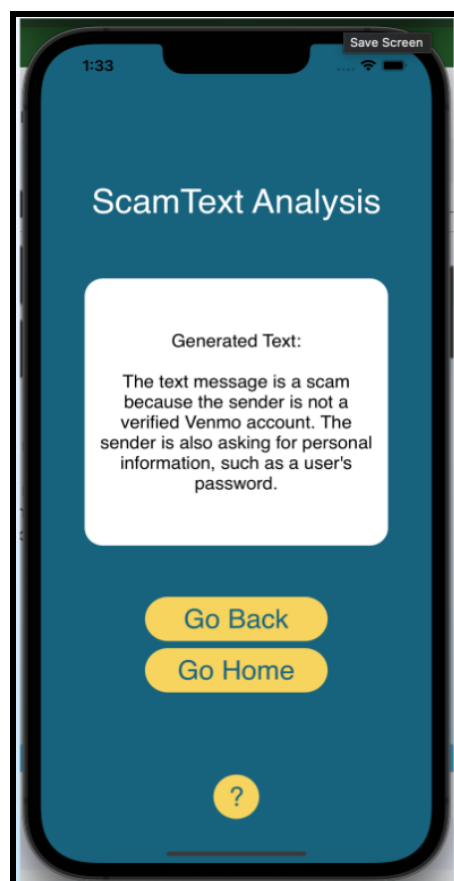 Save Screen
1:33
ScamText Analysis
Generated Text:
The text message is a scam
because the sender is not a
verified Venmo account. The
sender is also asking for personal
information, such as a user's
password.
Go Back
Go Home
?